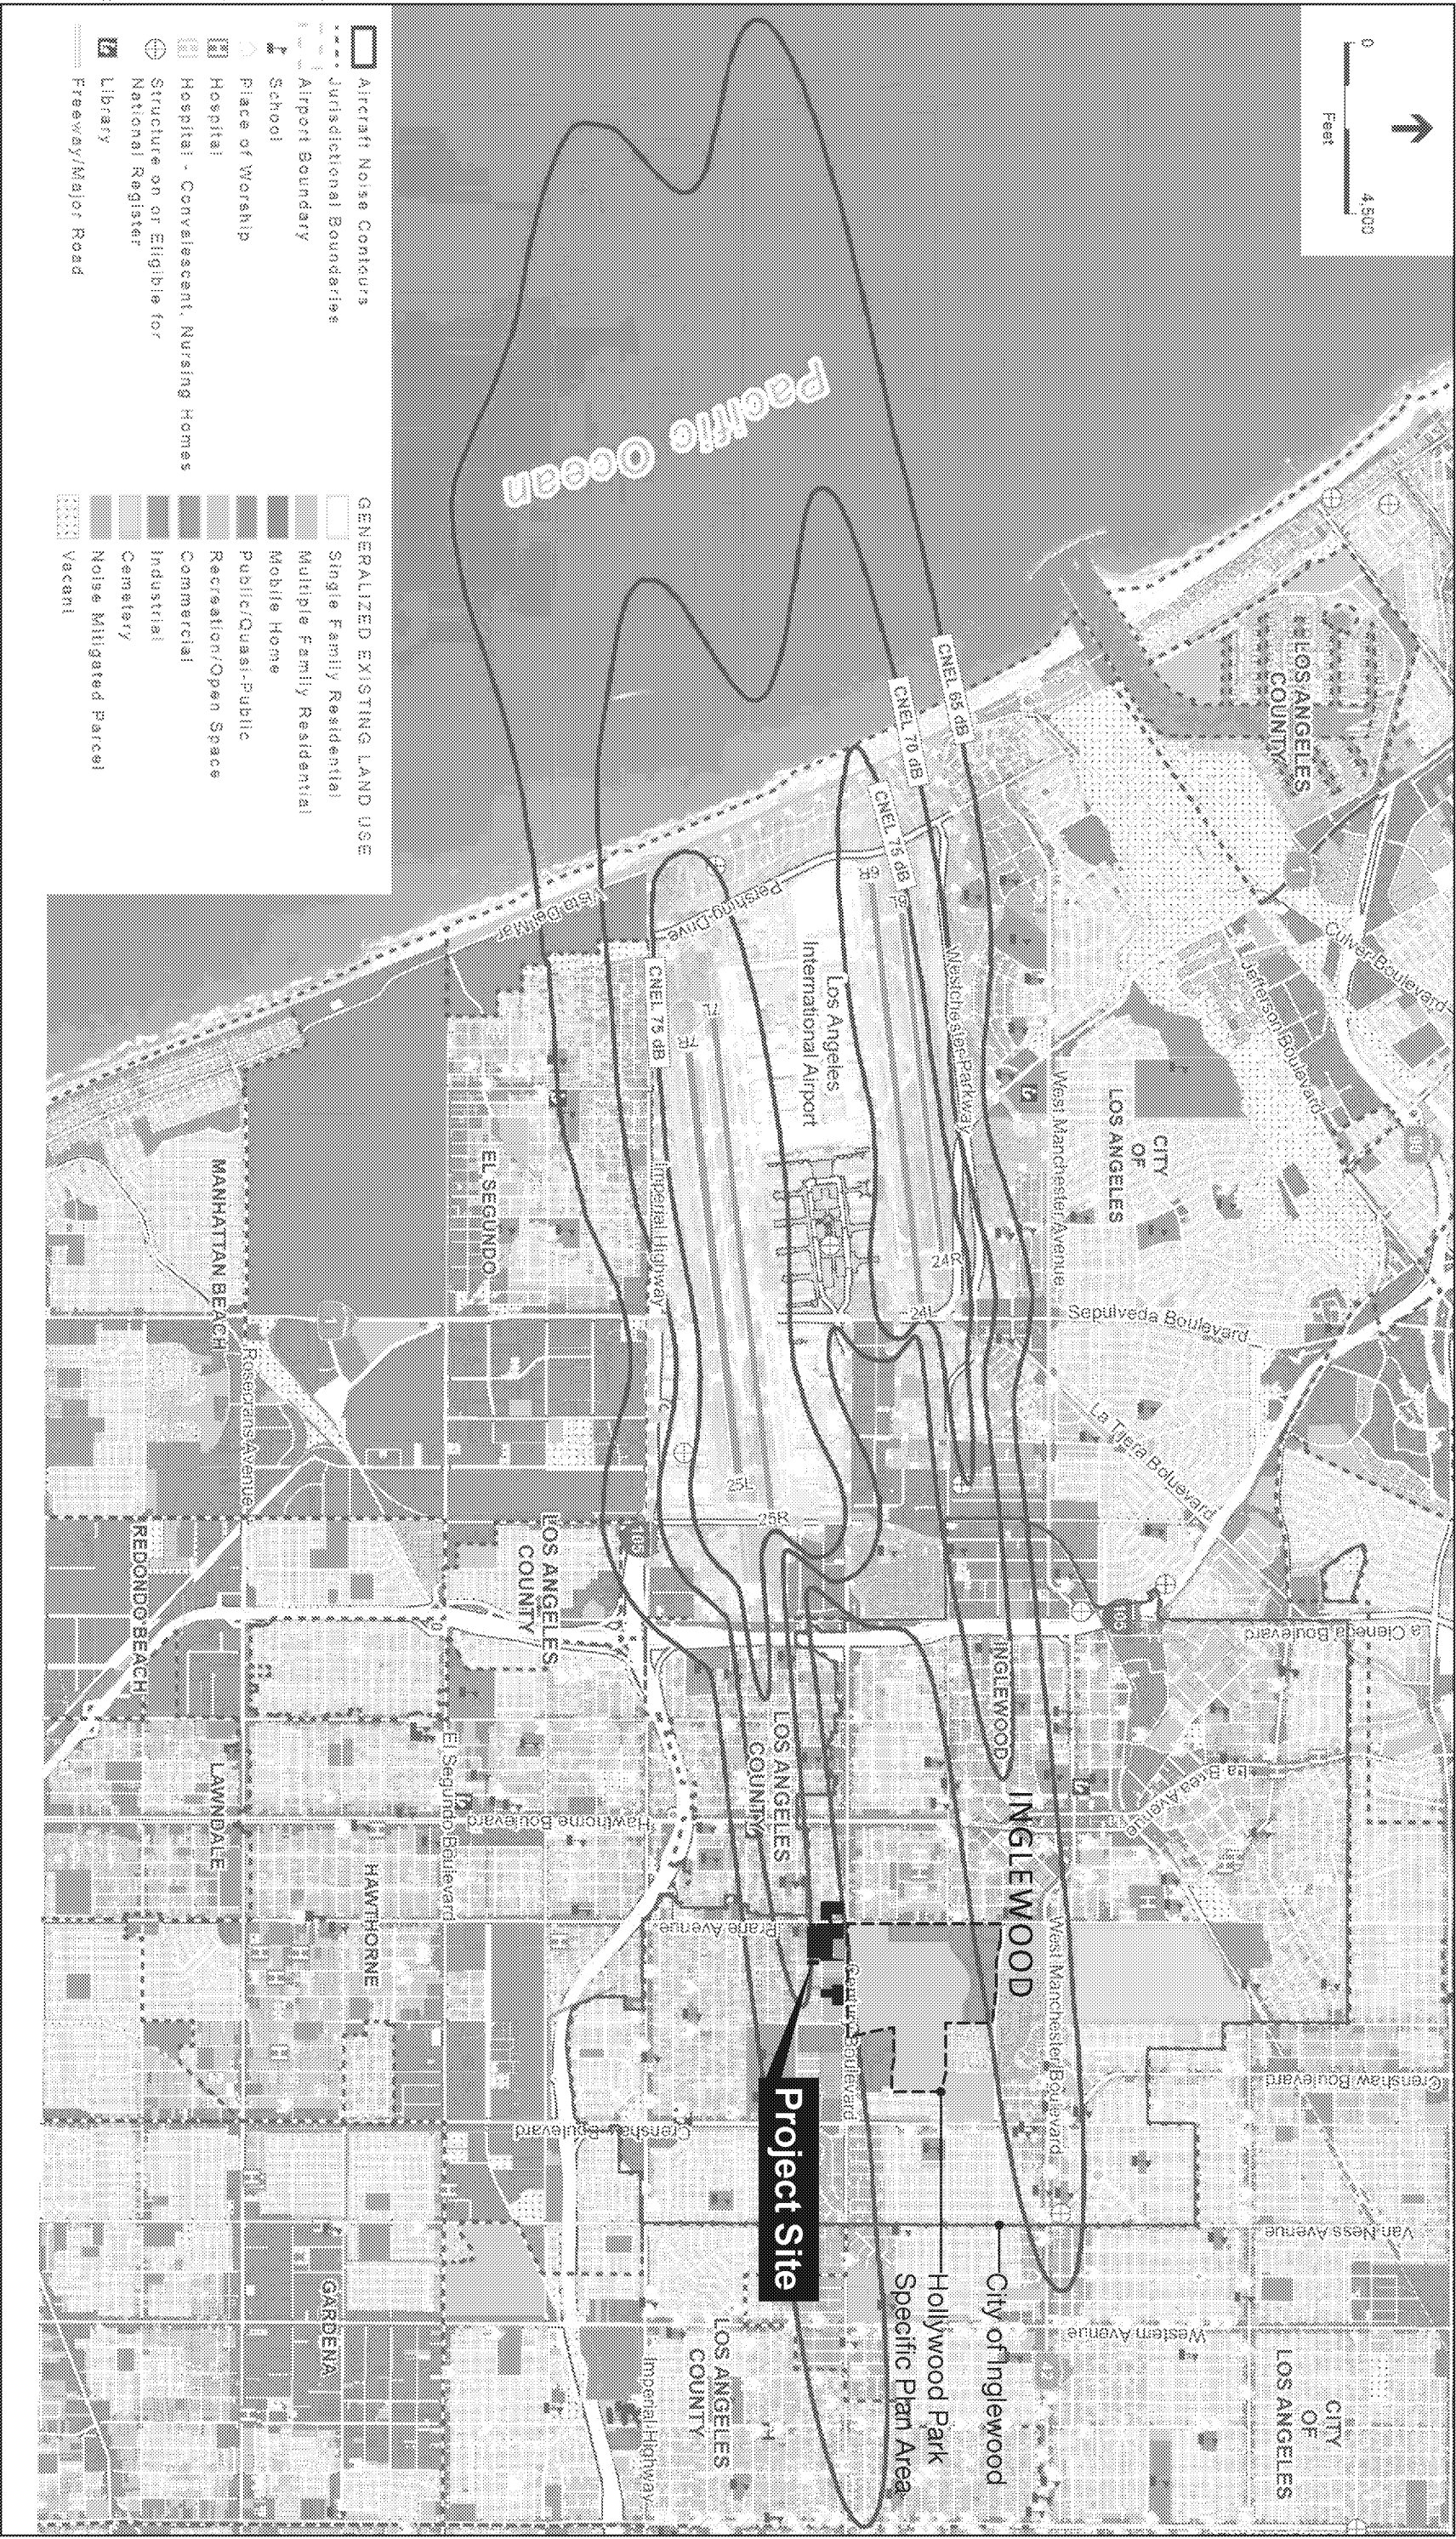 0
4,500
Feet
Aircraft Noise Contours
Jurisdictional Boundaries
Airport Boundary
School
Place of Worship
Hospital
Hospital - Convalescent, Nursing Homes
Structure on or Eligible for
National Register
Library
Freeway/Major Road
GENERALIZED EXISTING LAND USE
Single Family Residential
Multiple Family Residential
Mobile Home
Public/Quasi-Public
Recreation/Open Space
Commercial
Industrial
Cemetery
Noise Mitigated Parcel
Vacant
Pacific Ocean
LOS ANGELES
COUNTY
CNEL 65 dB
CNEL 70 dB
CNEL 75 dB
CNEL 75 dB
Culver Boulevard
Jefferson Boulevard
Vista Del Mar
Pershing Drive
Westchester Parkway
Los Angeles
International Airport
West Manchester Avenue
CITY
OF
LOS ANGELES
24R
24L
25L
25R
Imperial Highway
EL SEGUNDO
MANHATTAN BEACH
Sepulveda Boulevard
La Tijera Boluevard
Rosecrans Avenue
REDONDO BEACH
LOS ANGELES
COUNTY
La Cienega Boulevard
INGLEWOOD
LOS ANGELES
COUNTY
La Brea Avenue
El Segundo Boulevard
Hawthorne Boulevard
LAWNDALE
HAWTHORNE
INGLEWOOD
West Manchester Boulevard
Prairie Avenue
Century Boulevard
Crenshaw Boulevard
Crenshaw Boulevard
Project Site
Van Ness Avenue
City of Inglewood
Hollywood Park
Specific Plan Area
Western Avenue
GARDENA
LOS ANGELES
COUNTY
Imperial Highway
CITY
OF
LOS ANGELES